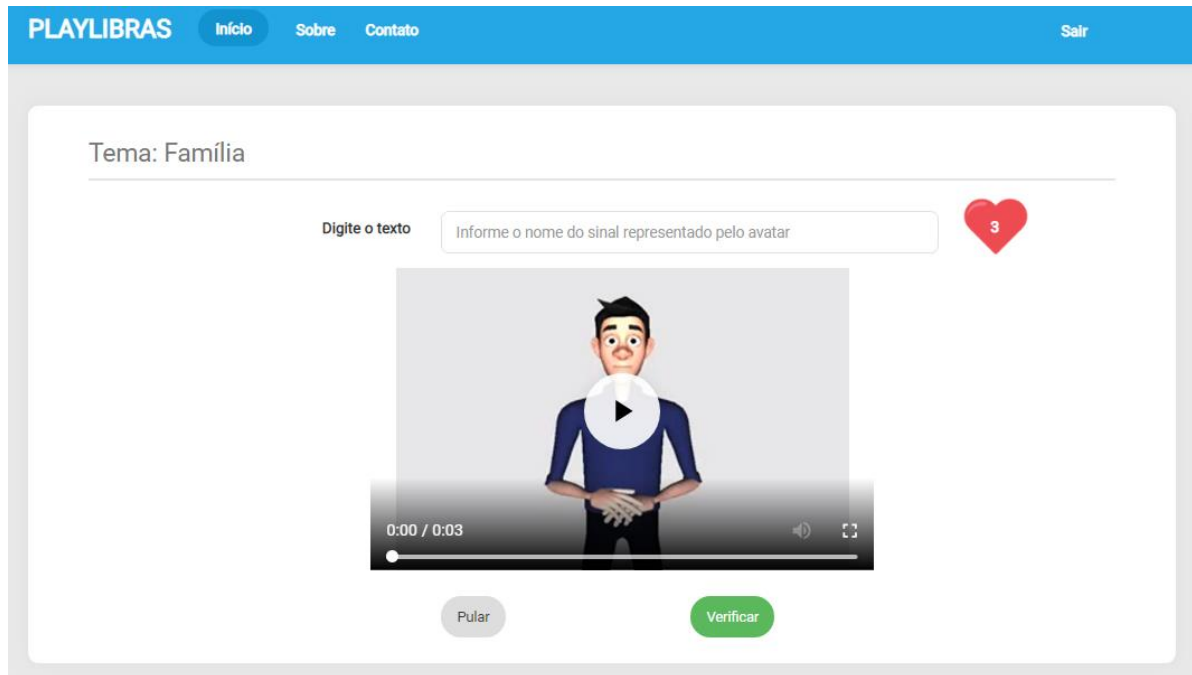 PLAYLIBRAS Início Sobre Contato Sair
Tema: Família
Digite o texto Informe o nome do sinal representado pelo avatar 3
0:00 / 0:03
Pular Verificar